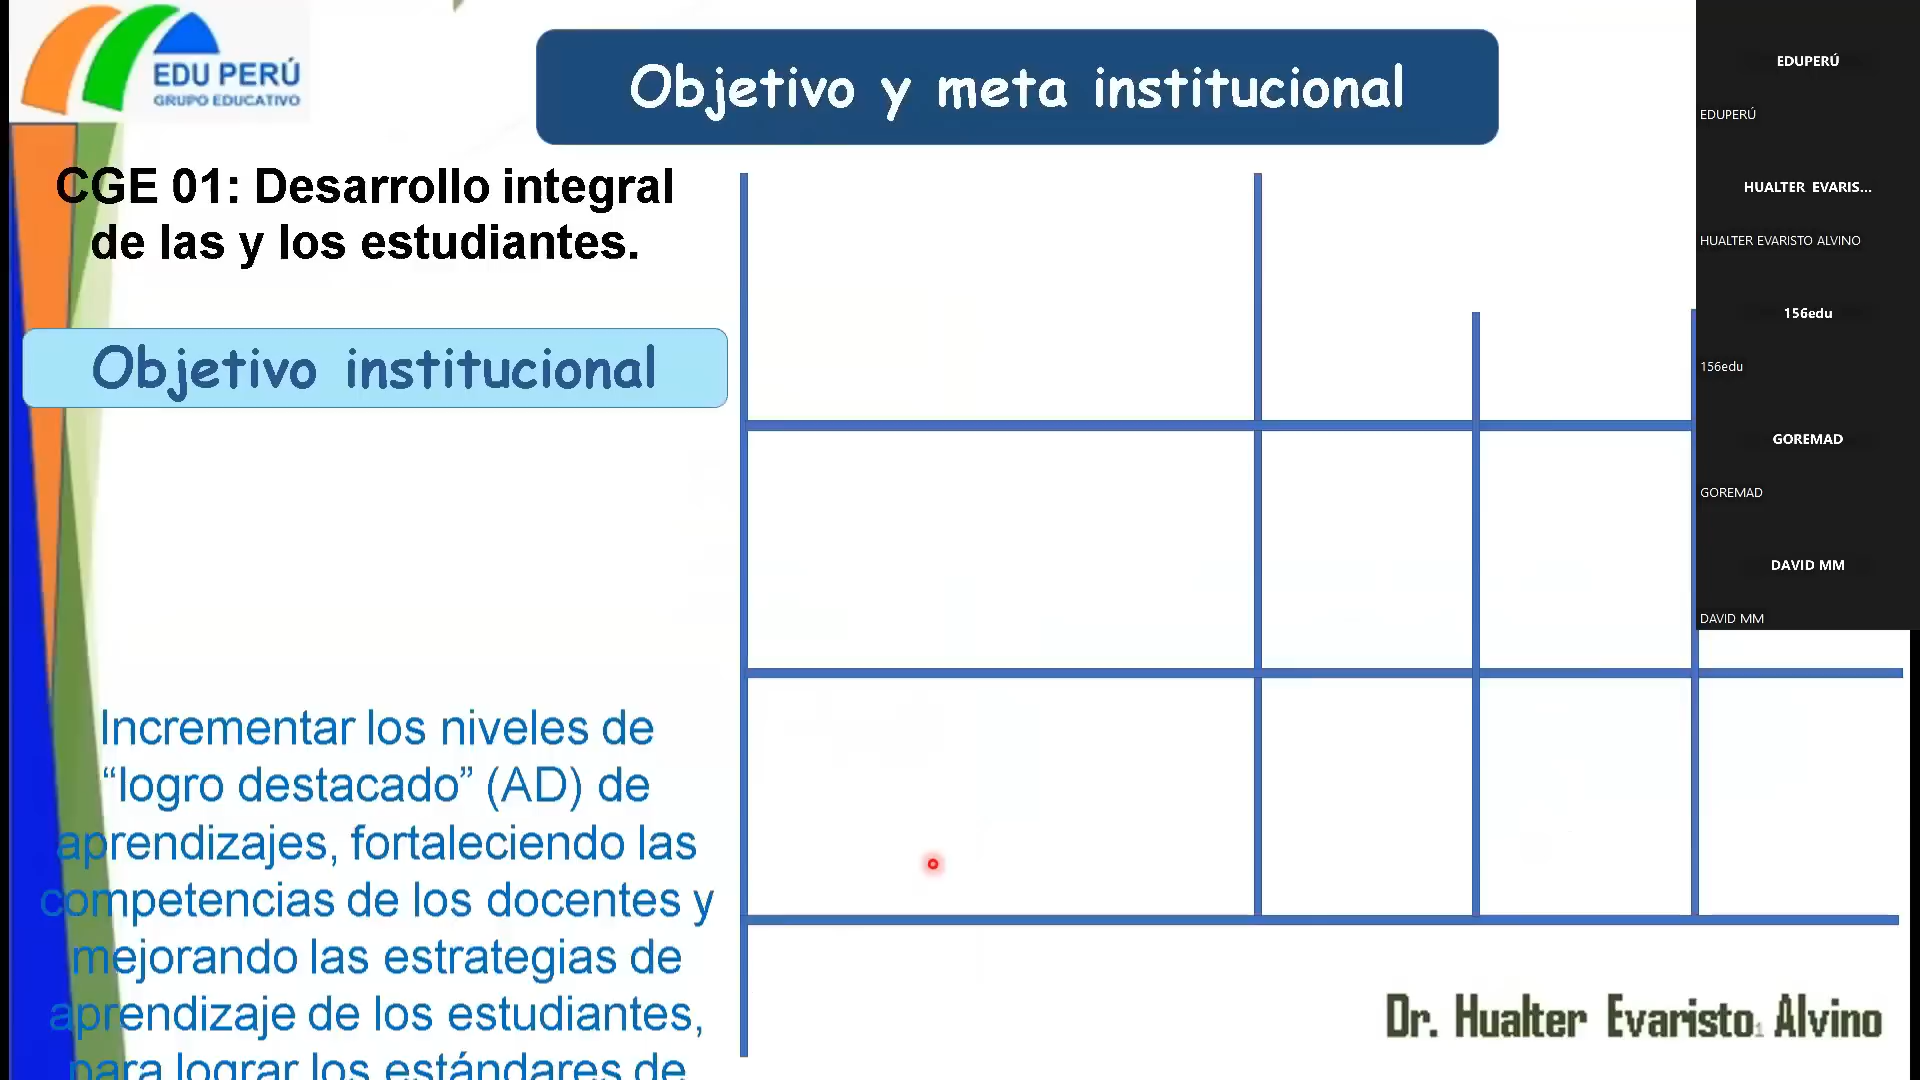 EDU PERÚ
GRUPO EDUCATIVO
Objetivo y meta institucional
CGE 01: Desarrollo integral
de las y los estudiantes.
Objetivo institucional
Incrementar los niveles de
“logro destacado” (AD) de
aprendizajes, fortaleciendo las
competencias de los docentes y
mejorando las estrategias de
aprendizaje de los estudiantes,
para lograr los estándares de
Dr. Hualter Evaristo Alvino
EDUPERÚ
EDUPERÚ
HUALTER EVARIS...
HUALTER EVARISTO ALVINO
156edu
156edu
GOREMAD
GOREMAD
DAVID MM
DAVID MM